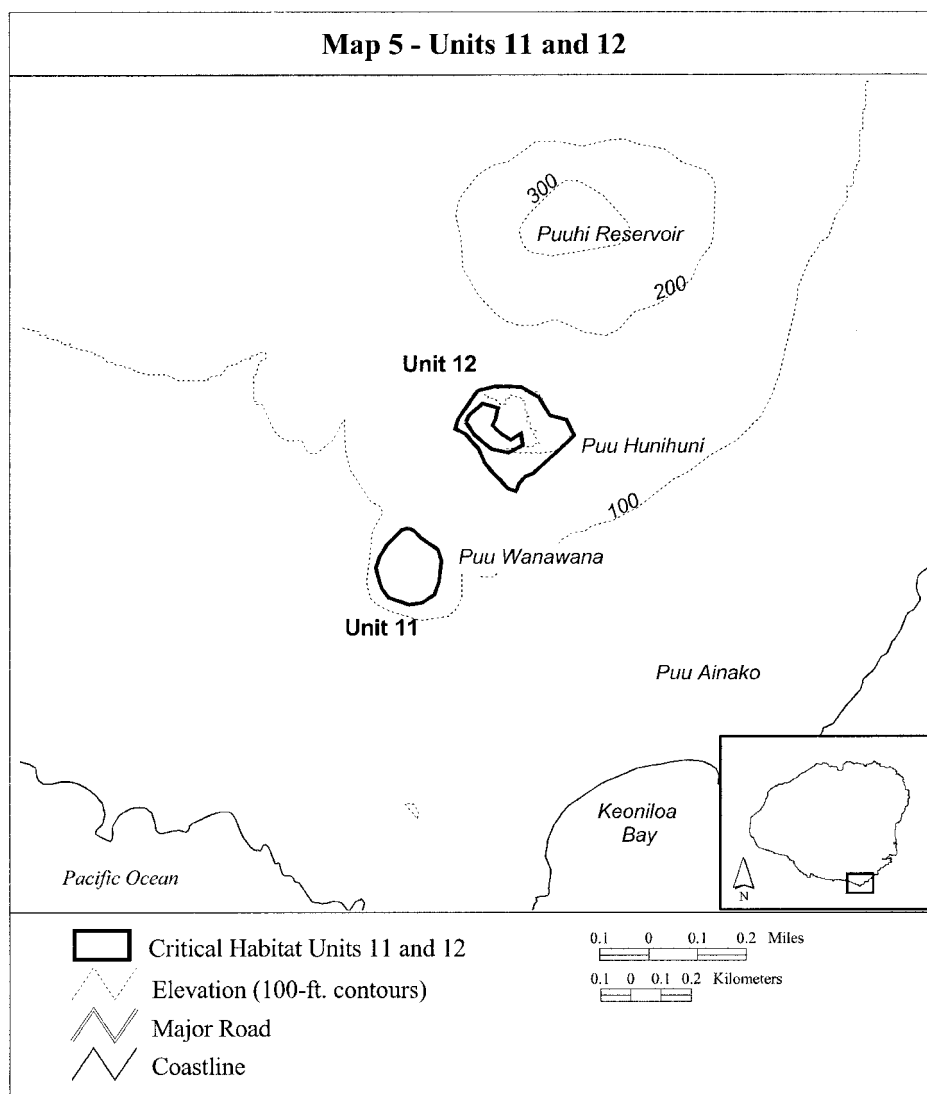 Map 5 - Units 11 and 12
300
Puuhi Reservoir
200
Unit 12
Puu Hunihuni
100
Puu Wanawana
Unit 11
Puu Ainako
Keoniloa
Bay
Pacific Ocean
N
Critical Habitat Units 11 and 12
Elevation (100-ft. contours)
Major Road
Coastline
0.1 0 0.1 0.2 Miles
0.1 0 0.1 0.2 Kilometers